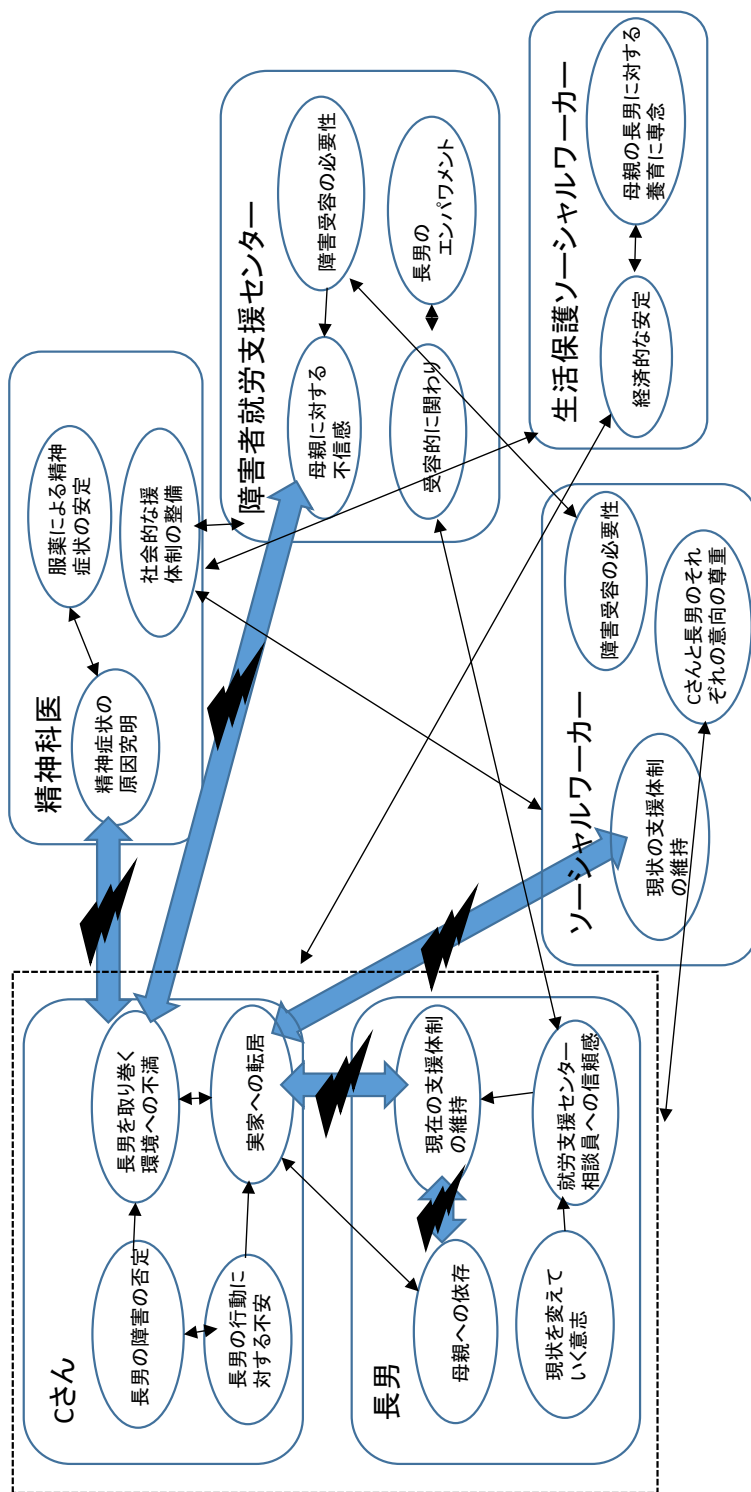 Cさん
長男の障害の否定
長男を取り巻く
環境への不満
長男の行動に
対する不安
実家への転居
長男
母親への依存
現在の支援体制
の維持
現状を変えて
いく意志
就労支援センター
相談員への信頼感
精神科医
精神症状の
原因究明
服薬による精神
症状の安定
社会的な援
体制の整備
障害者就労支援センター
母親に対する
不信感
障害受容の必要性
受容的に関わり
長男の
エンパワメント
ソーシャルワーカー
現状の支援体制
の維持
障害受容の必要性
Cさんと長男のそれ
ぞれの意向の尊重
生活保護ソーシャルワーカー
経済的な安定
母親の長男に対する
養育に専念